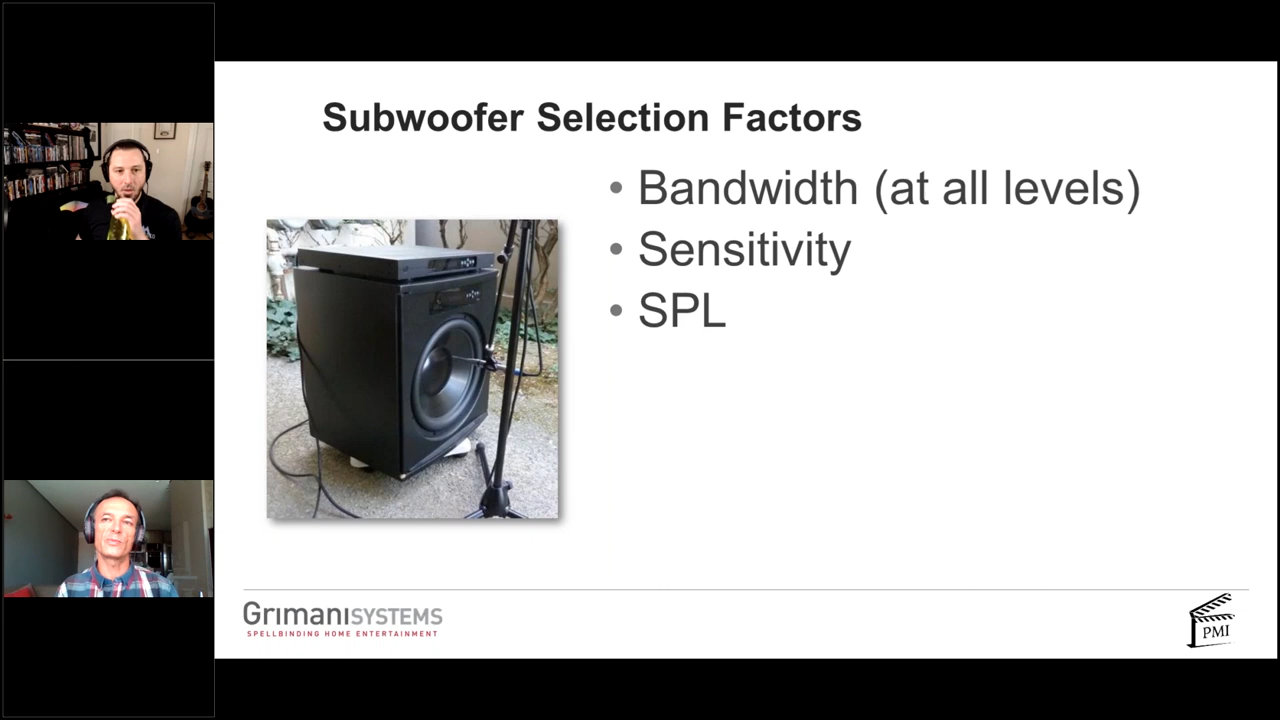 Subwoofer Selection Factors
• Bandwidth (at all levels)
• Sensitivity
• SPL
GrimaniSYSTEMS
SPELLBINDING HOME ENTERTAINMENT
PMI